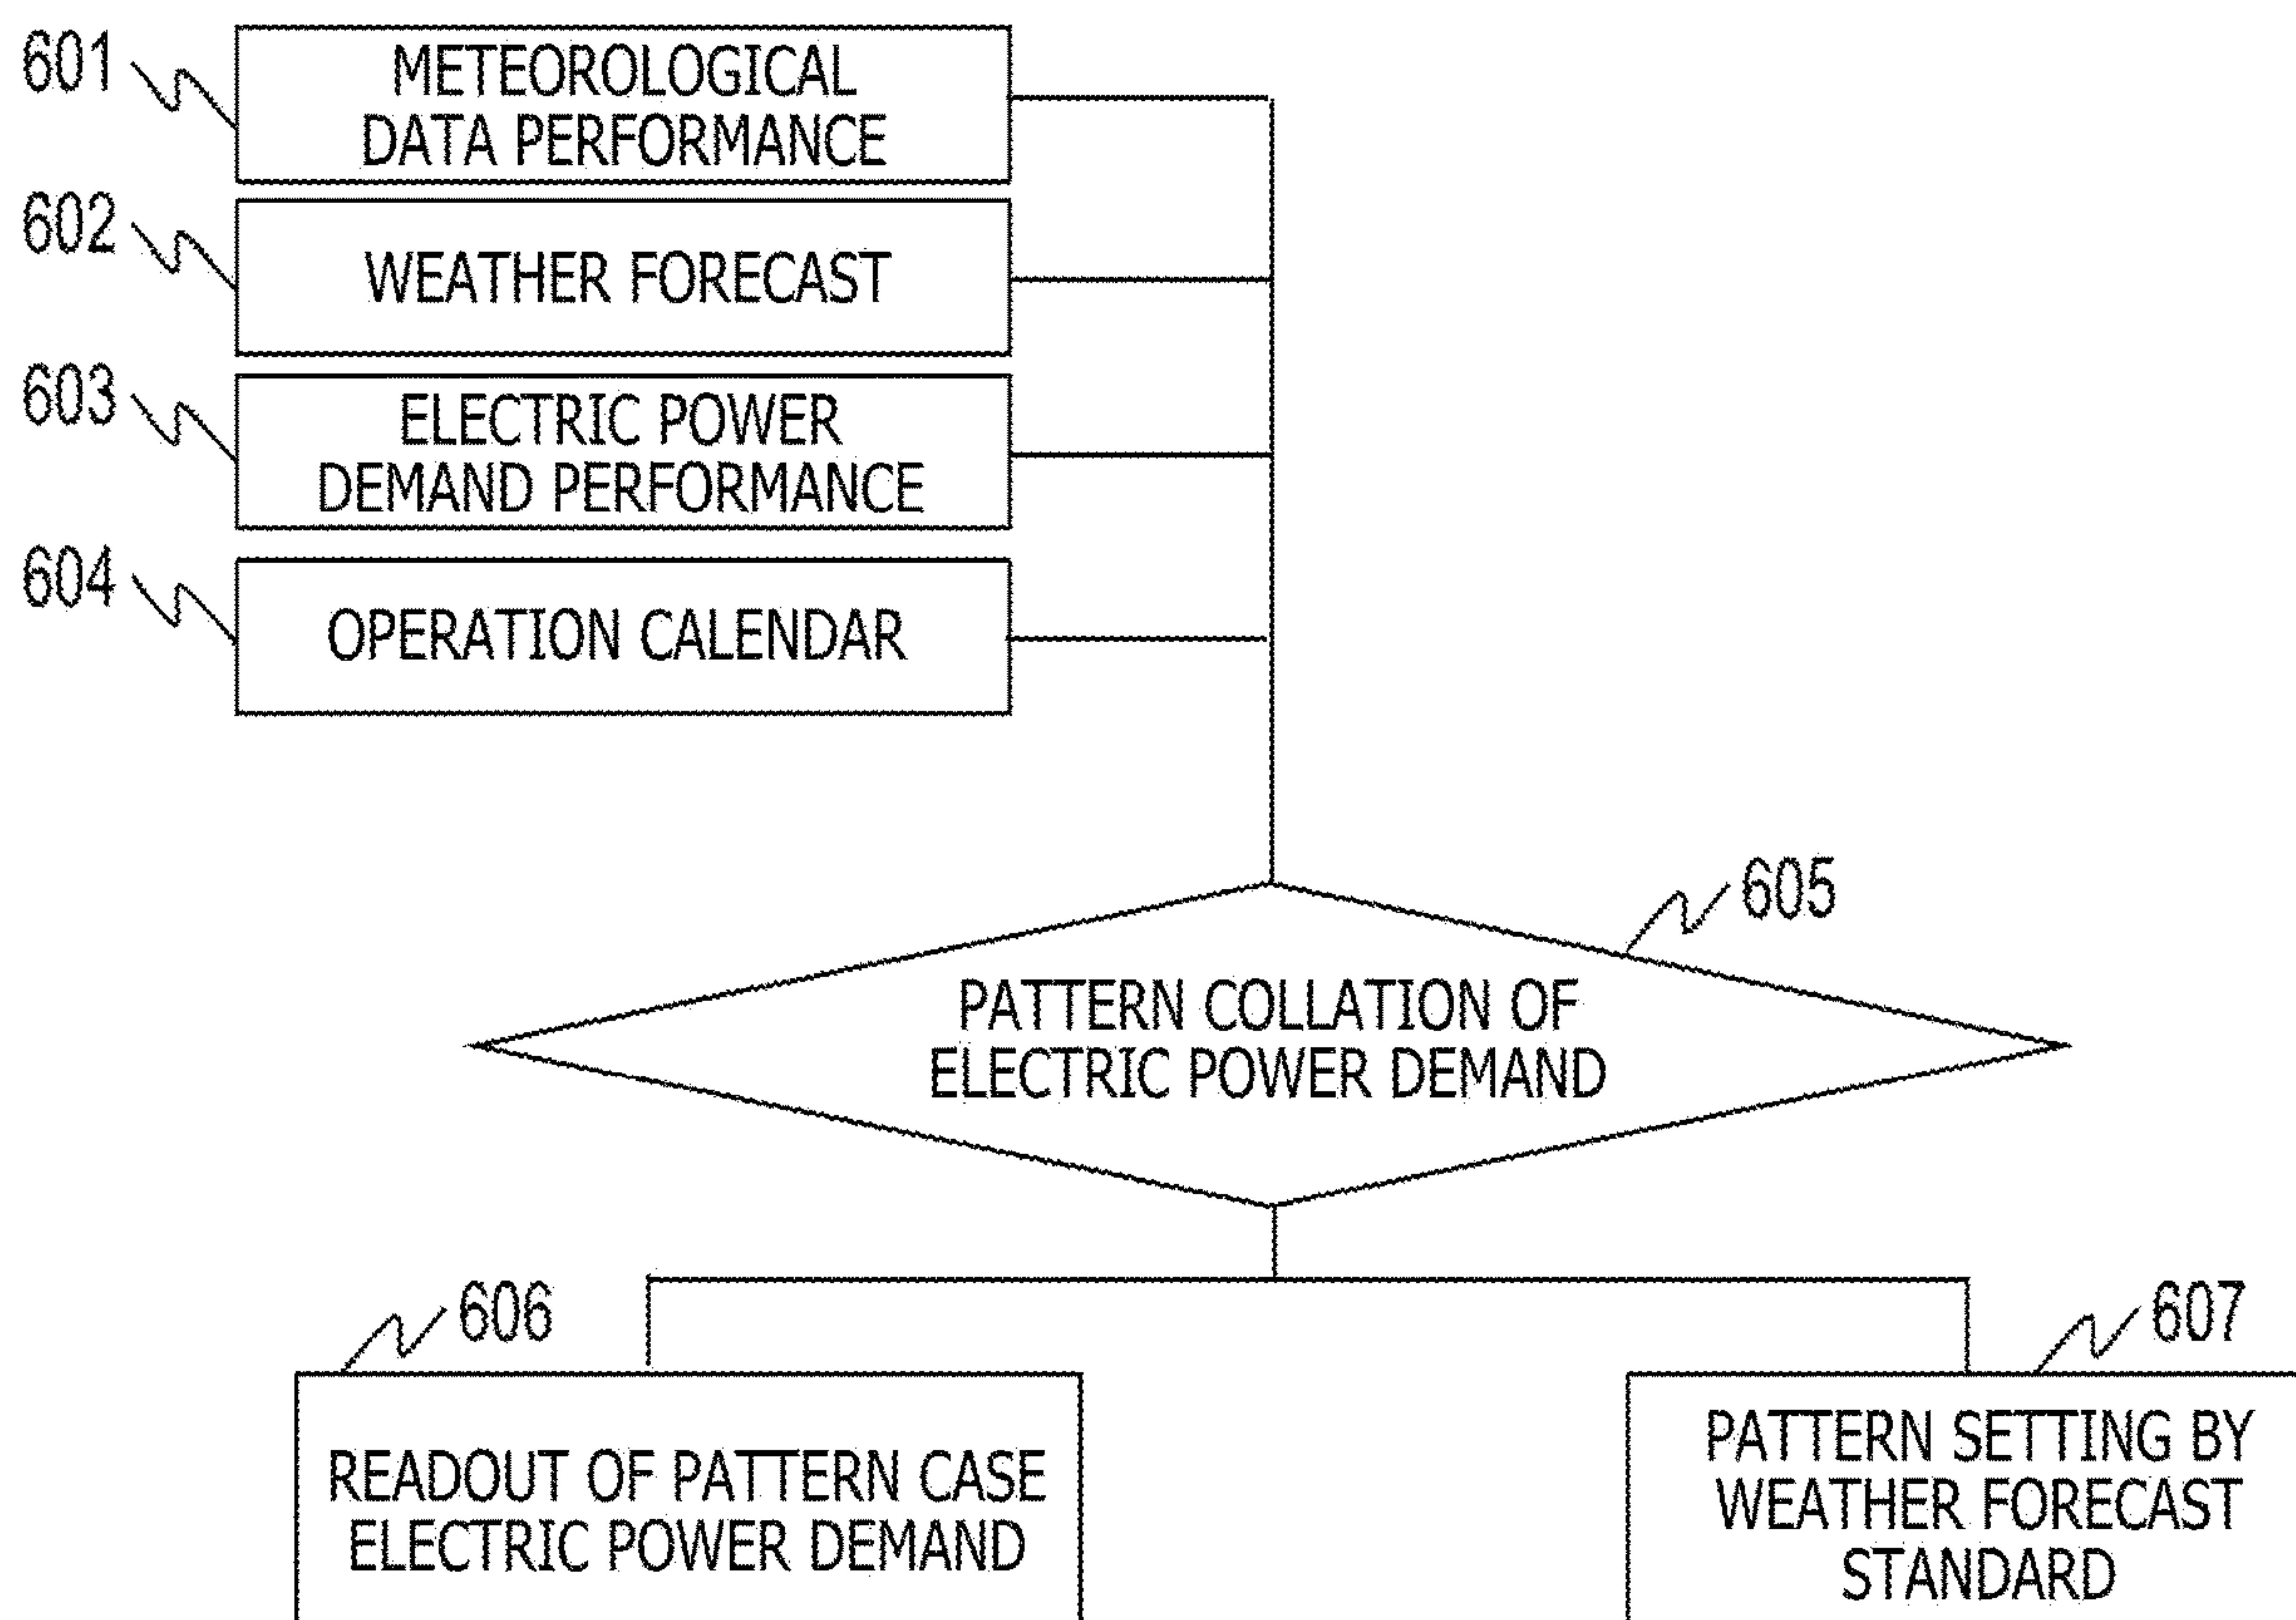 601
METEOROLOGICAL
DATA PERFORMANCE
602
WEATHER FORECAST
603
ELECTRIC POWER
DEMAND PERFORMANCE
604
OPERATION CALENDAR
605
PATTERN COLLATION OF
ELECTRIC POWER DEMAND
606
READOUT OF PATTERN CASE
ELECTRIC POWER DEMAND
607
PATTERN SETTING BY
WEATHER FORECAST
STANDARD